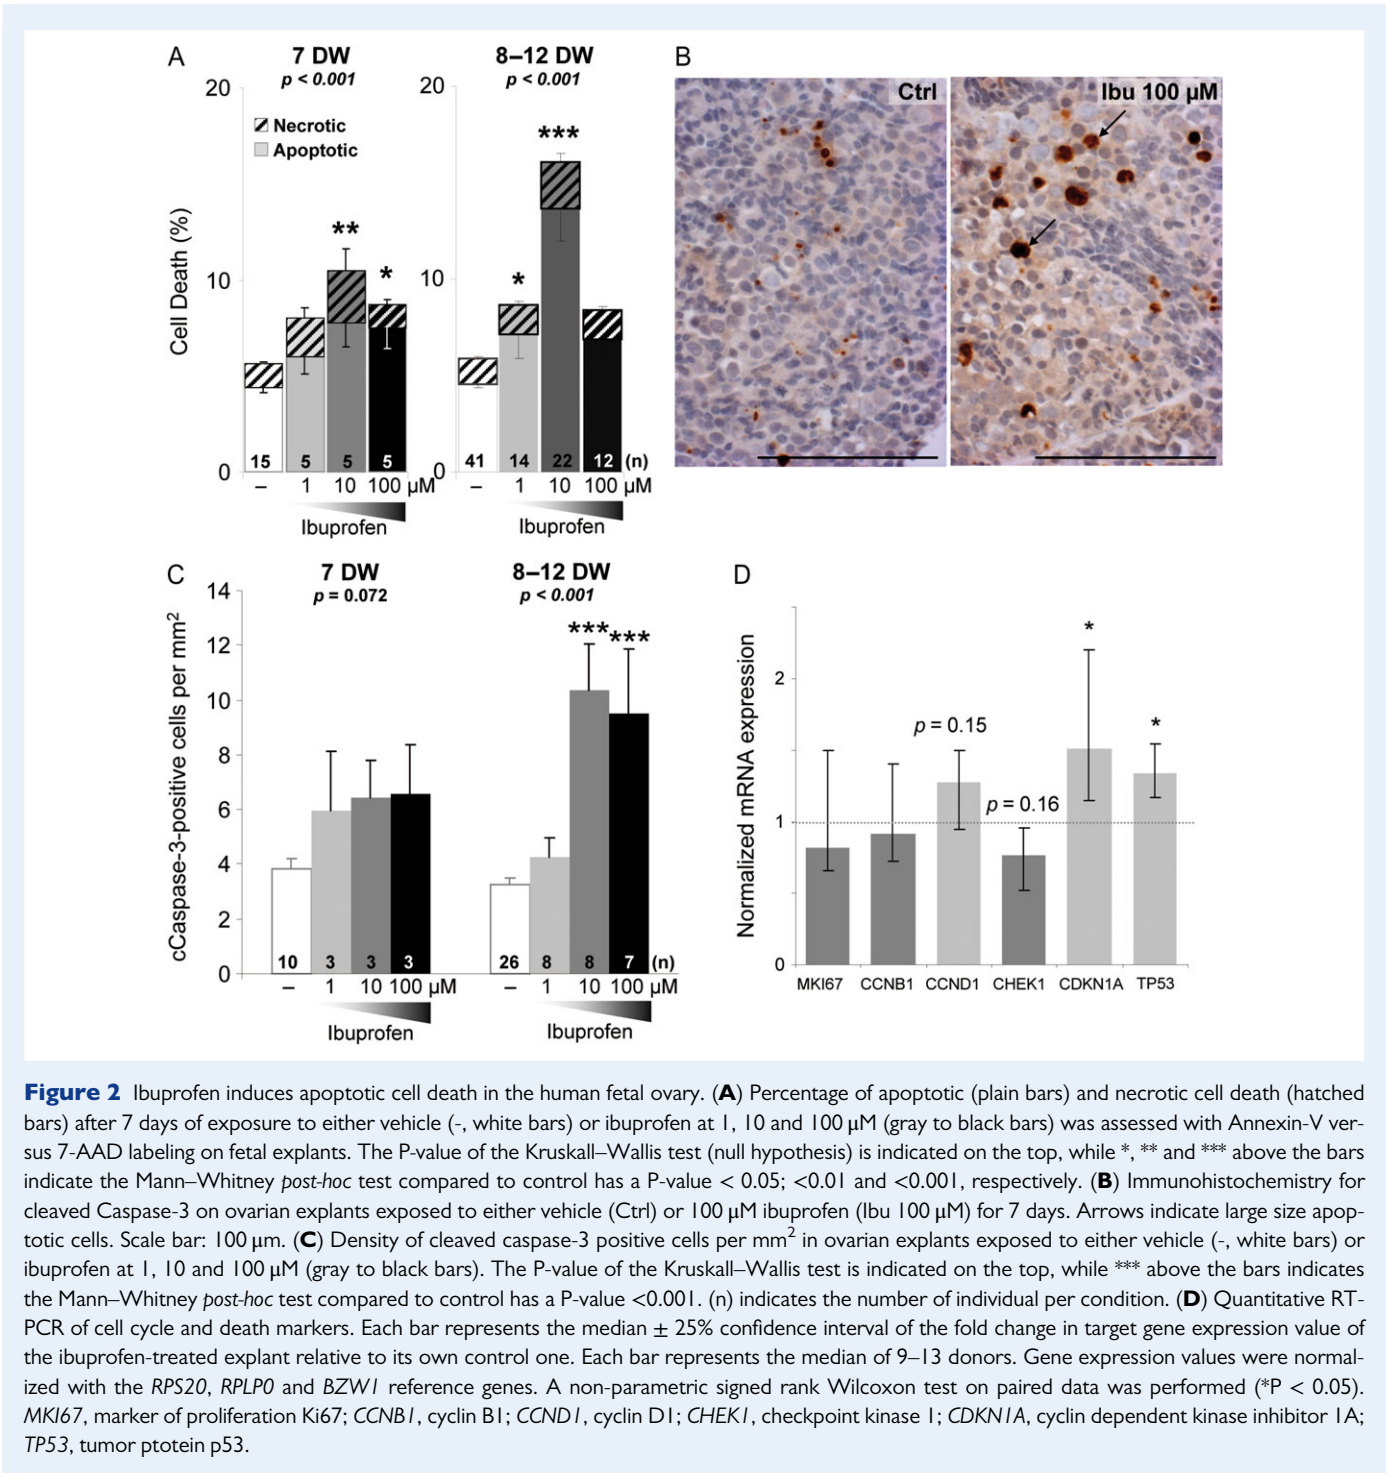 A
7 DW
p < 0.001
8–12 DW
p < 0.001
20
10
0
Cell Death (%)
Necrotic
Apoptotic
**
*
15
5
5
5
–
1
10
100 µM
Ibuprofen
20
10
0
*
***
41
14
22
12
(n)
–
1
10
100 µM
Ibuprofen
B
Ctrl
Ibu 100 µM
C
7 DW
p = 0.072
8–12 DW
p < 0.001
14
12
10
8
6
4
2
0
cCaspase-3-positive cells per mm²
***
***
10
3
3
3
26
8
8
7
(n)
–
1
10
100 µM
–
1
10
100 µM
Ibuprofen
Ibuprofen
D
Normalized mRNA expression
2
1
0
p = 0.15
p = 0.16
*
*
MKI67
CCNB1
CCND1
CHEK1
CDKN1A
TP53
Figure 2 Ibuprofen induces apoptotic cell death in the human fetal ovary. (A) Percentage of apoptotic (plain bars) and necrotic cell death (hatched
bars) after 7 days of exposure to either vehicle (-, white bars) or ibuprofen at 1, 10 and 100 µM (gray to black bars) was assessed with Annexin-V ver-
sus 7-AAD labeling on fetal explants. The P-value of the Kruskall–Wallis test (null hypothesis) is indicated on the top, while *, ** and *** above the bars
indicate the Mann–Whitney post-hoc test compared to control has a P-value < 0.05; <0.01 and <0.001, respectively. (B) Immunohistochemistry for
cleaved Caspase-3 on ovarian explants exposed to either vehicle (Ctrl) or 100 µM ibuprofen (Ibu 100 µM) for 7 days. Arrows indicate large size apop-
totic cells. Scale bar: 100 µm. (C) Density of cleaved caspase-3 positive cells per mm² in ovarian explants exposed to either vehicle (-, white bars) or
ibuprofen at 1, 10 and 100 µM (gray to black bars). The P-value of the Kruskall–Wallis test is indicated on the top, while *** above the bars indicates
the Mann–Whitney post-hoc test compared to control has a P-value <0.001. (n) indicates the number of individual per condition. (D) Quantitative RT-
PCR of cell cycle and death markers. Each bar represents the median ± 25% confidence interval of the fold change in target gene expression value of
the ibuprofen-treated explant relative to its own control one. Each bar represents the median of 9–13 donors. Gene expression values were normal-
ized with the RPS20, RPLP0 and BZW1 reference genes. A non-parametric signed rank Wilcoxon test on paired data was performed (*P < 0.05).
MKI67, marker of proliferation Ki67; CCNB1, cyclin B1; CCND1, cyclin D1; CHEK1, checkpoint kinase 1; CDKN1A, cyclin dependent kinase inhibitor 1A;
TP53, tumor ptotein p53.